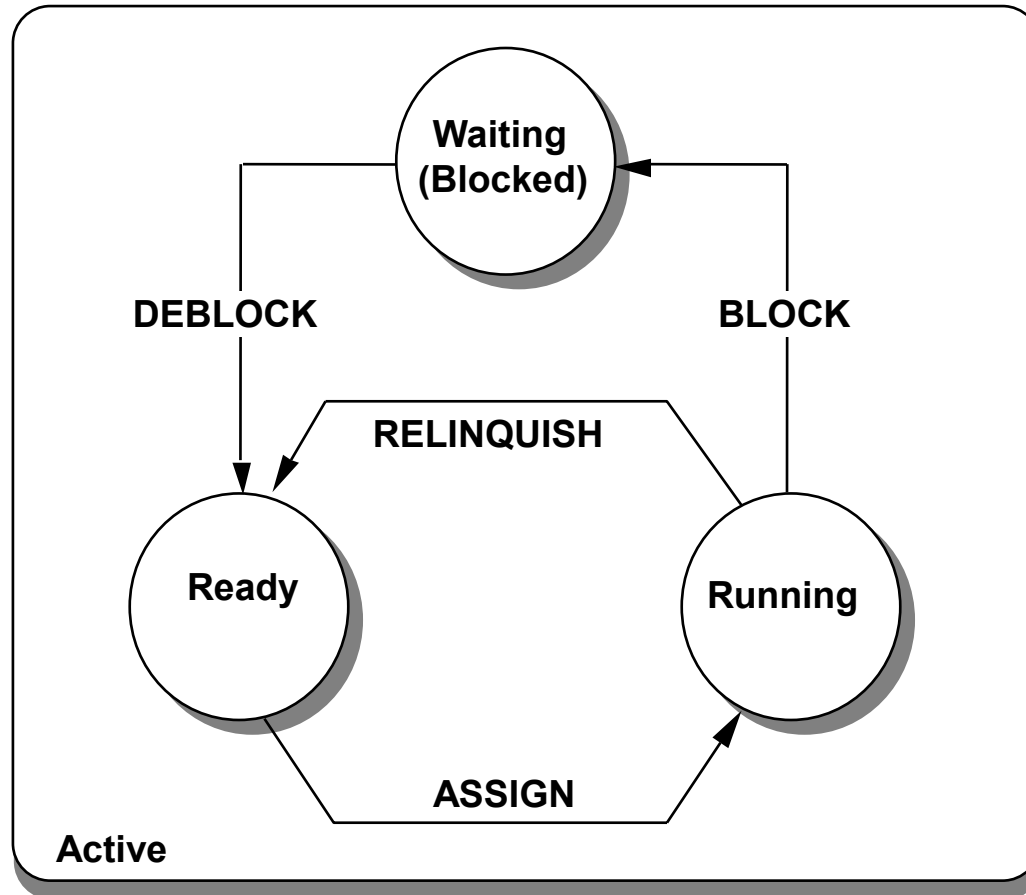 Waiting
(Blocked)
DEBLOCK
BLOCK
RELINQUISH
Ready
Running
ASSIGN
Active